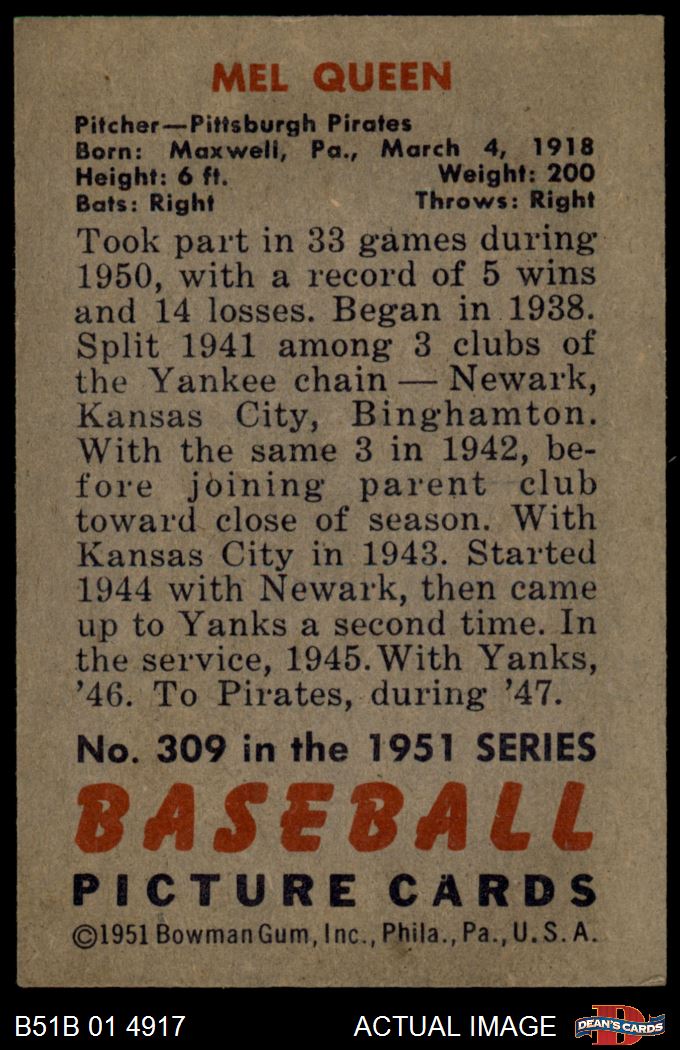 MEL QUEEN
Pitcher—Pittsburgh Pirates
Born: Maxwell, Pa., March 4, 1918
Height: 6 ft. Weight: 200
Bats: Right Throws: Right
Took part in 33 games during
1950, with a record of 5 wins
and 14 losses. Began in 1938.
Split 1941 among 3 clubs of
the Yankee chain — Newark,
Kansas City, Binghamton.
With the same 3 in 1942, be-
fore joining parent club
toward close of season. With
Kansas City in 1943. Started
1944 with Newark, then came
up to Yanks a second time. In
the service, 1945. With Yanks,
'46. To Pirates, during '47.
No. 309 in the 1951 SERIES
BASEBALL
PICTURE CARDS
©1951 Bowman Gum, Inc., Phila., Pa., U.S.A.
B51B 01 4917 ACTUAL IMAGE D DEAN'S CARDS